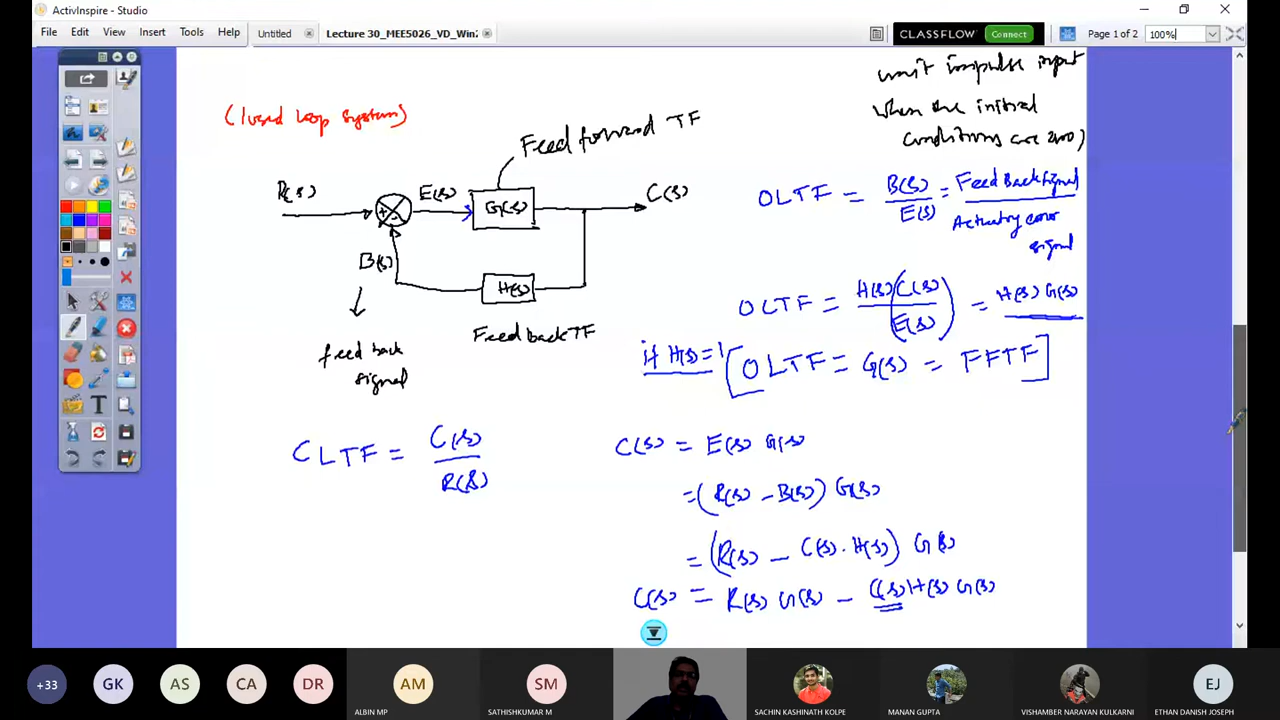 ActivInspire - Studio
File Edit View Insert Tools Help
Untitled
Lecture 30_MEE5026_VD_Win2
CLASSFLOW Connect
Page 1 of 2
100%
unit impulse input
when the initial
conditions are zero)
(Closed loop system)
Feed forward TF
R(s)
E(s)
G(s)
C(s)
+
-
B(s)
H(s)
Feed back TF
feed back
signal
OLTF = B(s)/E(s) = Feed Back Signal / Actuating error signal
OLTF = H(s)(C(s)/E(s)) = H(s) G(s)
if H(s) = 1 [OLTF = G(s) = FFTF]
CLTF = C(s)/R(s)
C(s) = E(s) G(s)
= (R(s) - B(s)) G(s)
= (R(s) - C(s).H(s)) G(s)
C(s) = R(s) G(s) - C(s) H(s) G(s)
+33
GK
AS
CA
DR
AM
SM
EJ
ALBIN MP
SATHISHKUMAR M
SACHIN KASHINATH KOLPE
MANAN GUPTA
VISHAMBER NARAYAN KULKARNI
ETHAN DANISH JOSEPH